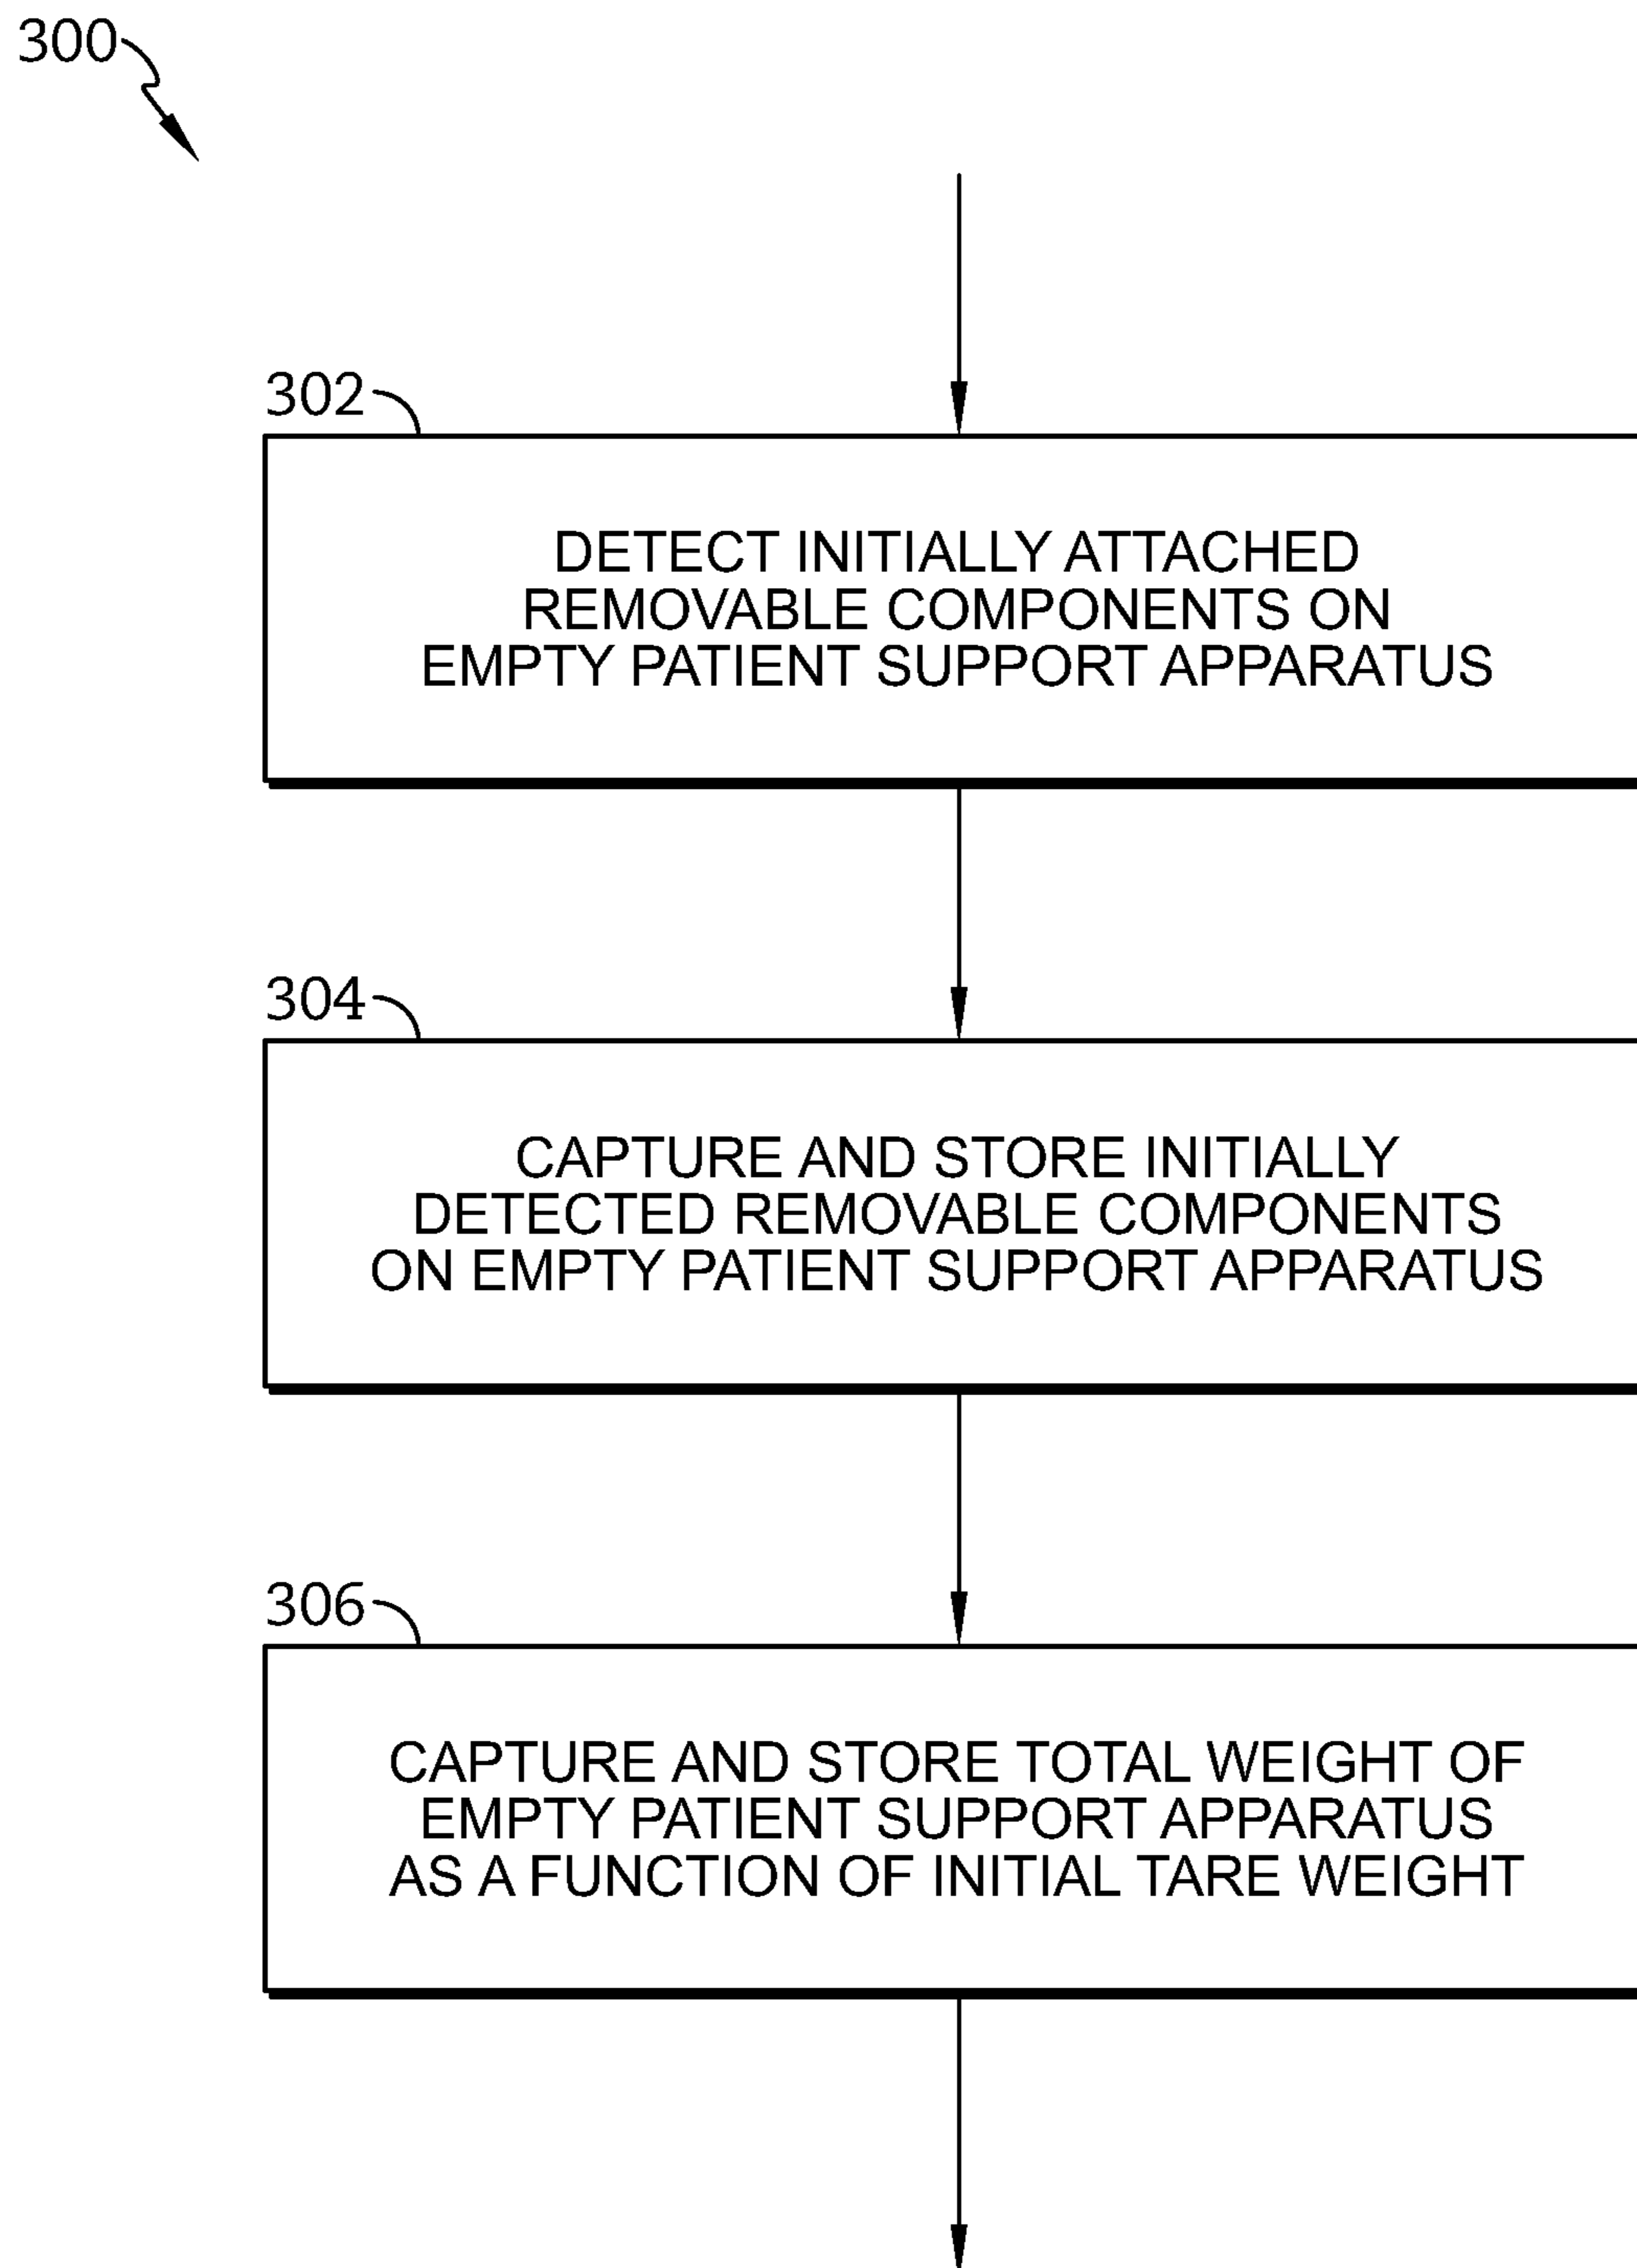 300
302
DETECT INITIALLY ATTACHED
REMOVABLE COMPONENTS ON
EMPTY PATIENT SUPPORT APPARATUS
304
CAPTURE AND STORE INITIALLY
DETECTED REMOVABLE COMPONENTS
ON EMPTY PATIENT SUPPORT APPARATUS
306
CAPTURE AND STORE TOTAL WEIGHT OF
EMPTY PATIENT SUPPORT APPARATUS
AS A FUNCTION OF INITIAL TARE WEIGHT